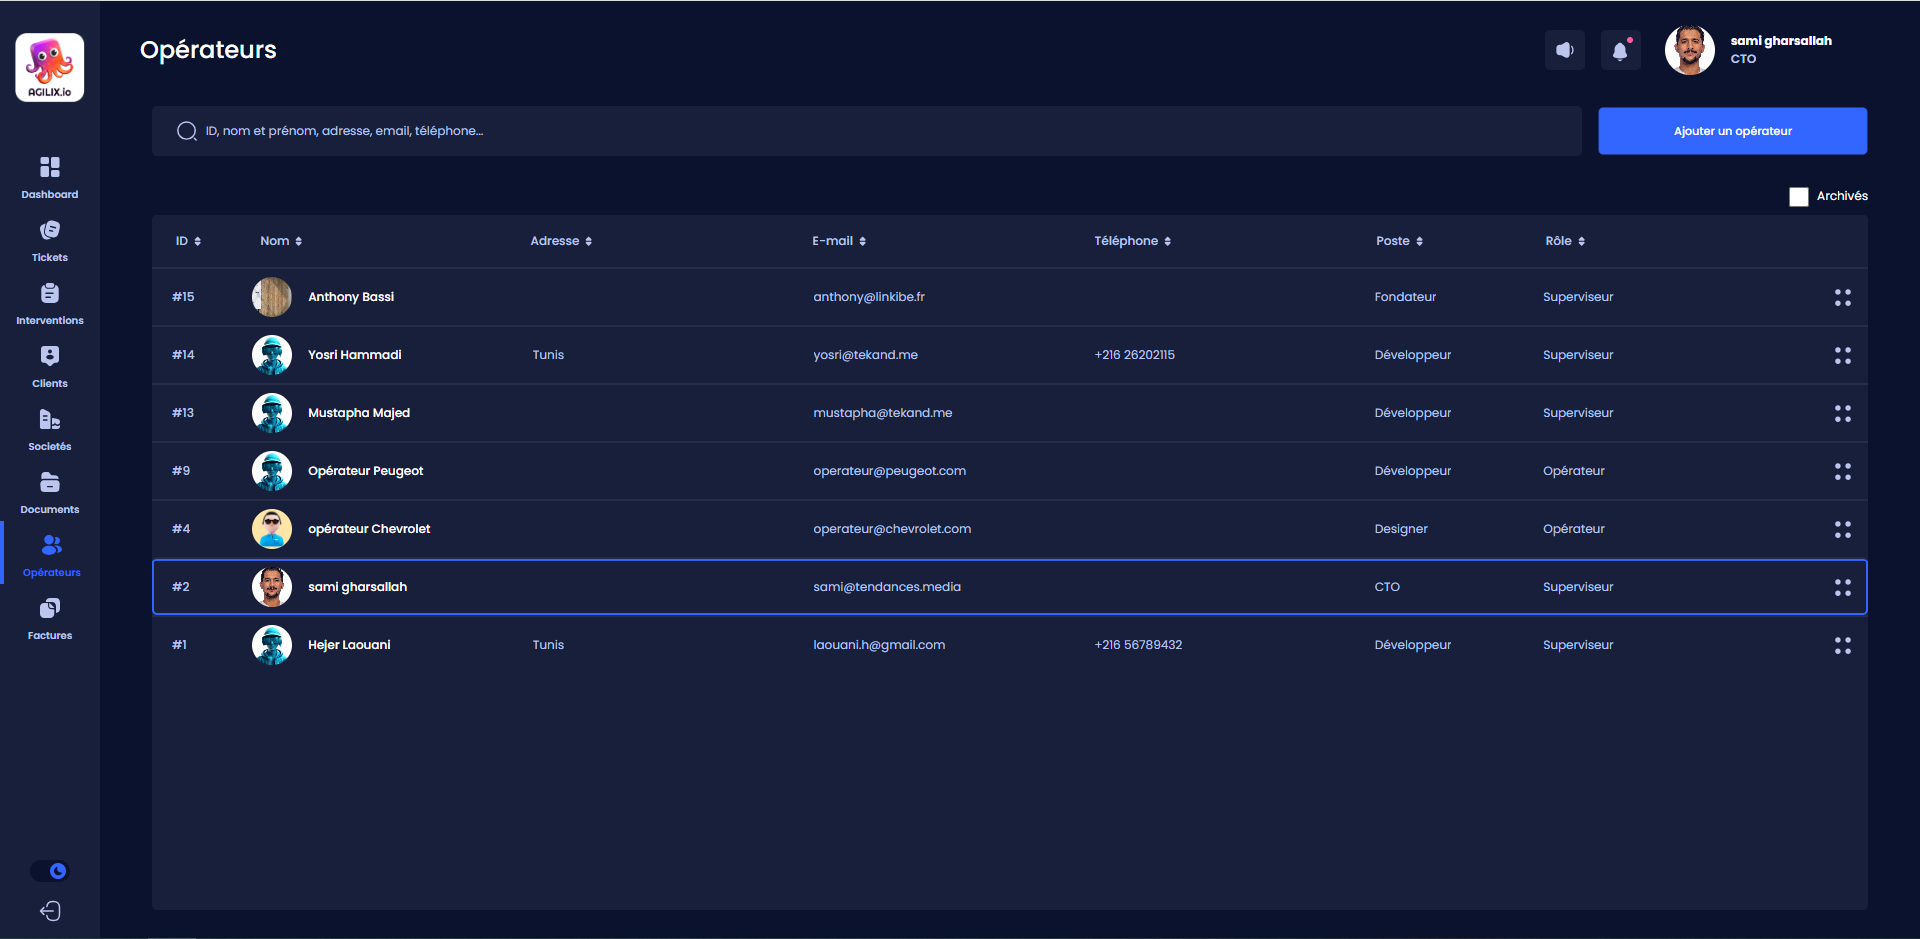 AGILIX.io
Opérateurs
sami gharsallah
CTO
ID, nom et prénom, adresse, email, téléphone...
Ajouter un opérateur
Archivés
Dashboard
Tickets
Interventions
Clients
Societés
Documents
Opérateurs
Factures
ID Nom Adresse E-mail Téléphone Poste Rôle
#15 Anthony Bassi anthony@linkibe.fr Fondateur Superviseur
#14 Yosri Hammadi Tunis yosri@tekand.me +216 26202115 Développeur Superviseur
#13 Mustapha Majed mustapha@tekand.me Développeur Superviseur
#9 Opérateur Peugeot operateur@peugeot.com Développeur Opérateur
#4 opérateur Chevrolet operateur@chevrolet.com Designer Opérateur
#2 sami gharsallah sami@tendances.media CTO Superviseur
#1 Hejer Laouani Tunis laouani.h@gmail.com +216 56789432 Développeur Superviseur